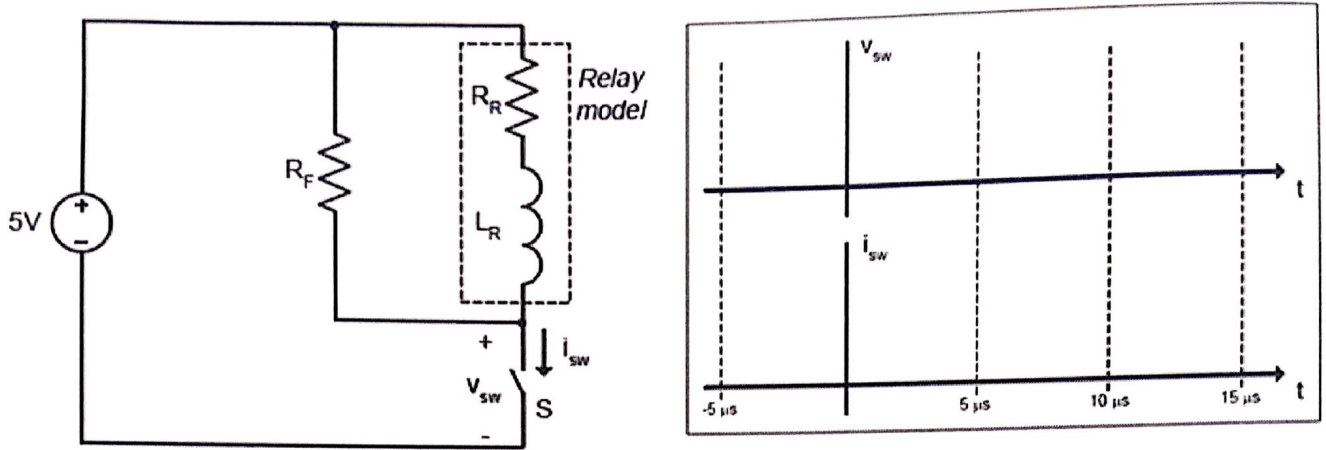 Relay
model
R_R
R_F
5V
+
-
L_R
+
i_sw
v_sw
S
-
v_sw
t
i_sw
t
-5 μs
5 μs
10 μs
15 μs